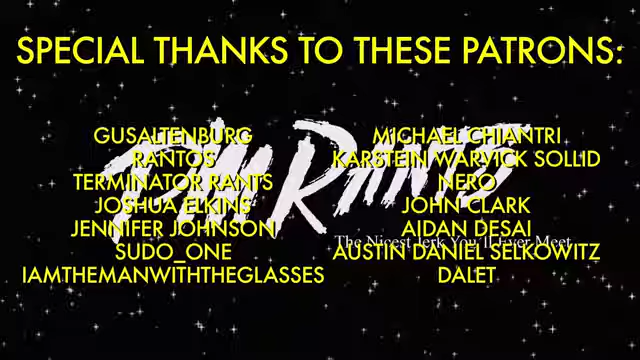 SPECIAL THANKS TO THESE PATRONS:
GUSALTENBURG
RANTOS
TERMINATOR RANTS
JOSHUA ELKINS
JENNIFER JOHNSON
SUDO_ONE
IAMTHEMANWITHTHEGLASSES
MICHAEL CHIANTRI
KARSTEIN WARVICK SOLLID
NERO
JOHN CLARK
AIDAN DESAI
AUSTIN DANIEL SELKOWITZ
DALET
RANTS
The Nicest Jerk You'll Ever Meet